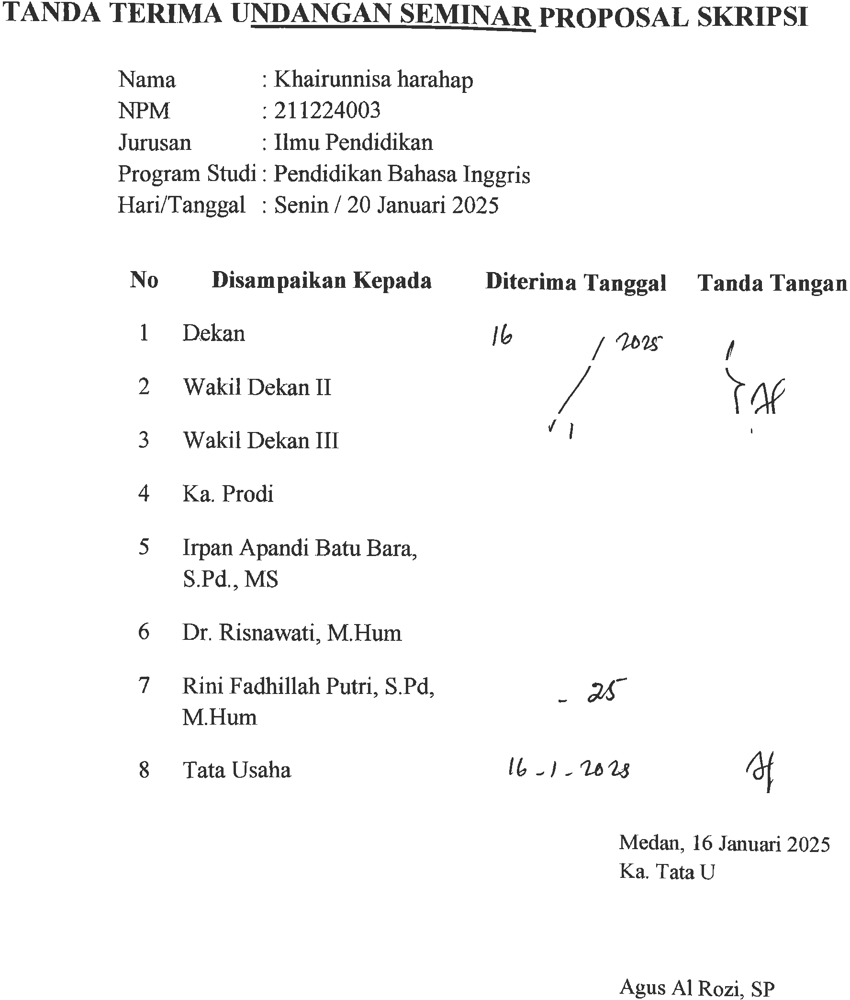 TANDA TERIMA UNDANGAN SEMINAR PROPOSAL SKRIPSI
Nama : Khairunnisa harahap
NPM : 211224003
Jurusan : Ilmu Pendidikan
Program Studi : Pendidikan Bahasa Inggris
Hari/Tanggal : Senin / 20 Januari 2025
No Disampaikan Kepada Diterima Tanggal Tanda Tangan
1 Dekan 16 / 2025
2 Wakil Dekan II
3 Wakil Dekan III 1
4 Ka. Prodi
5 Irpan Apandi Batu Bara,
S.Pd., MS
6 Dr. Risnawati, M.Hum
7 Rini Fadhillah Putri, S.Pd, - 25
M.Hum
8 Tata Usaha 16-1-2025
Medan, 16 Januari 2025
Ka. Tata U
Agus Al Rozi, SP